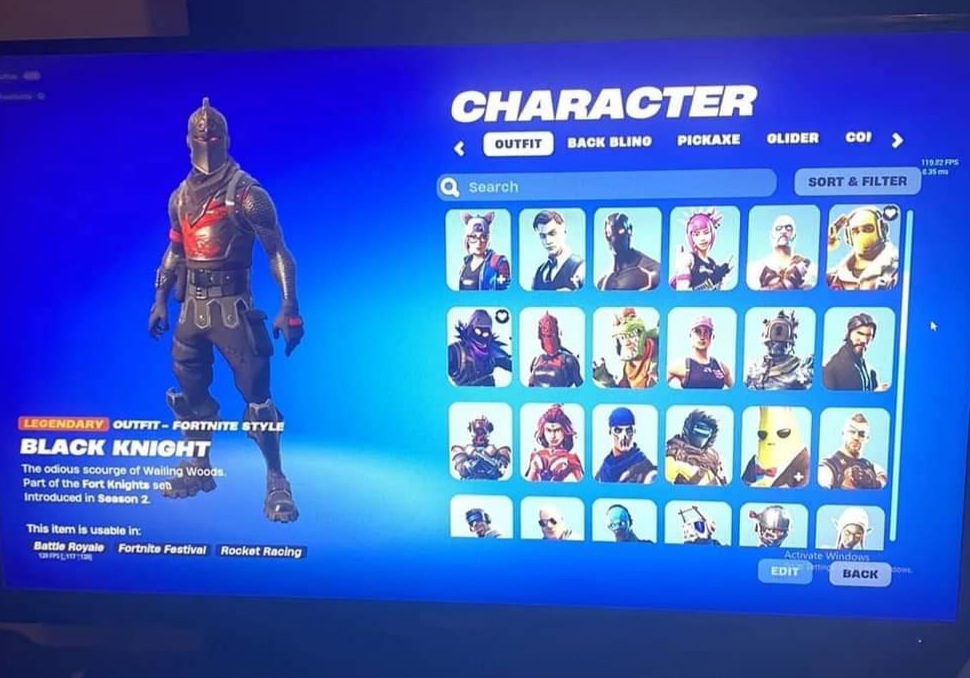 CHARACTER
OUTFIT BACK BLING PICKAXE GLIDER COI
119.82 FPS
Search
SORT & FILTER
LEGENDARY OUTFIT - FORTNITE STYLE
BLACK KNIGHT
The odious scourge of Wailing Woods.
Part of the Fort Knights set.
Introduced in Season 2.
This item is usable in:
Battle Royale Fortnite Festival Rocket Racing
Activate Windows
EDIT
BACK